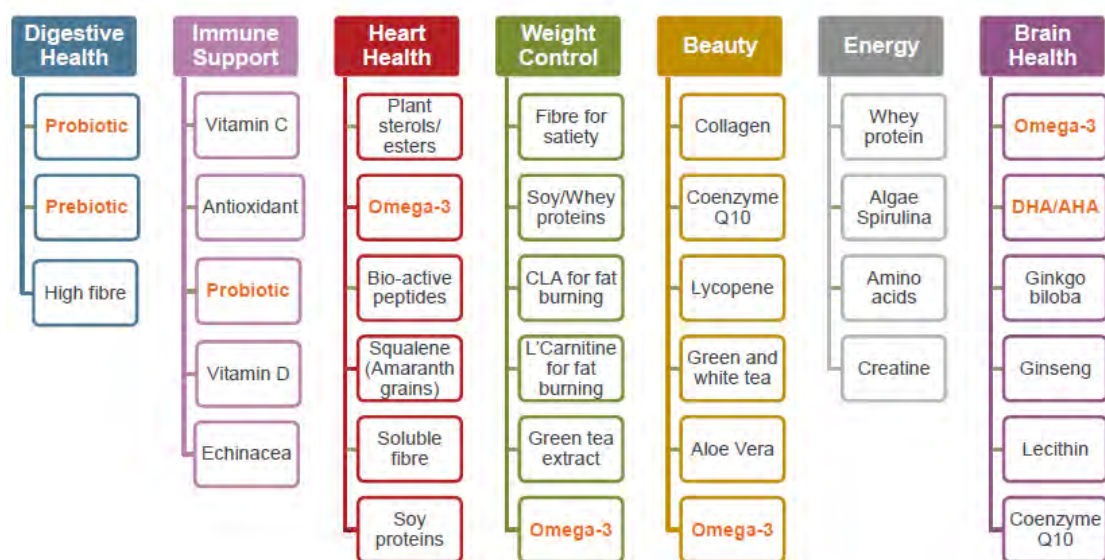 Digestive
Health
Probiotic
Prebiotic
High fibre
Immune
Support
Vitamin C
Antioxidant
Probiotic
Vitamin D
Echinacea
Heart
Health
Plant
sterols/
esters
Omega-3
Bio-active
peptides
Squalene
(Amaranth
grains)
Soluble
fibre
Soy
proteins
Weight
Control
Fibre for
satiety
Soy/Whey
proteins
CLA for fat
burning
L'Carnitine
for fat
burning
Green tea
extract
Omega-3
Beauty
Collagen
Coenzyme
Q10
Lycopene
Green and
white tea
Aloe Vera
Omega-3
Energy
Whey
protein
Algae
Spirulina
Amino
acids
Creatine
Brain
Health
Omega-3
DHA/AHA
Ginkgo
biloba
Ginseng
Lecithin
Coenzyme
Q10